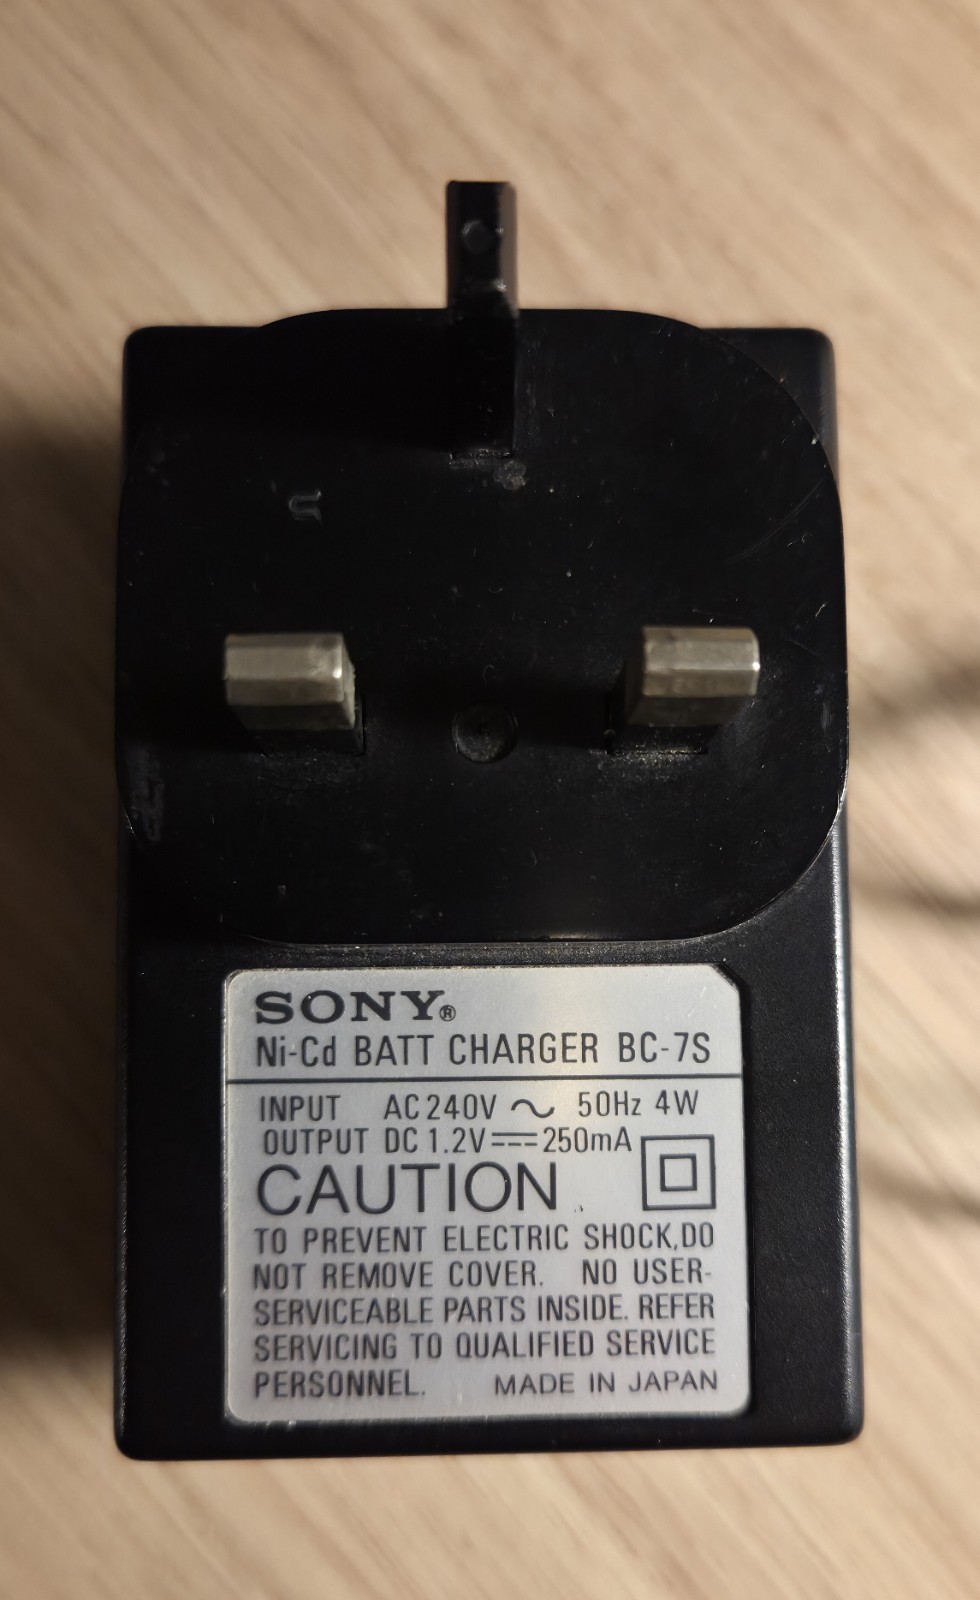 SONY®
Ni-Cd BATT CHARGER BC-7S
INPUT AC 240V ～ 50Hz 4W
OUTPUT DC 1.2V⎓250mA
CAUTION
TO PREVENT ELECTRIC SHOCK,DO
NOT REMOVE COVER. NO USER-
SERVICEABLE PARTS INSIDE. REFER
SERVICING TO QUALIFIED SERVICE
PERSONNEL. MADE IN JAPAN